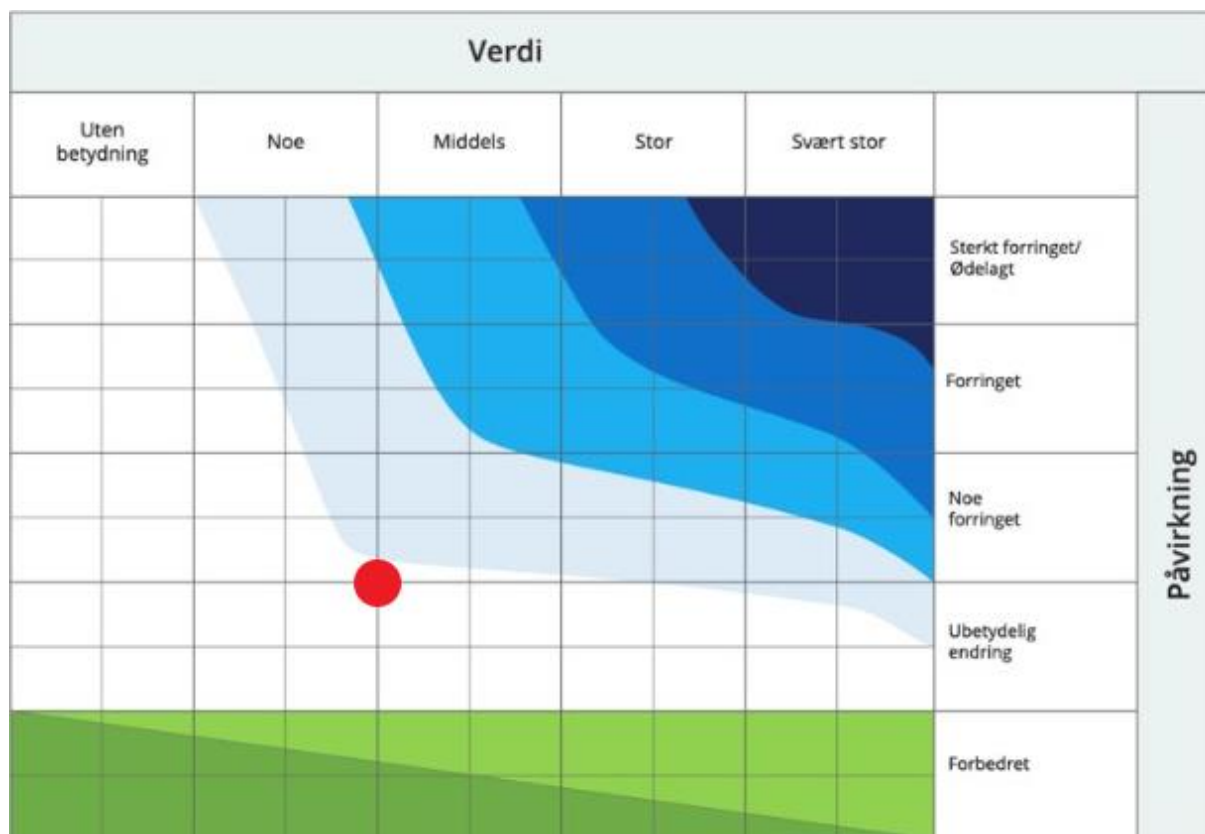 Verdi
Uten
betydning
Noe
Middels
Stor
Svært stor
Sterkt forringet/
Ødelagt
Forringet
Noe
forringet
Ubetydelig
endring
Forbedret
Påvirkning